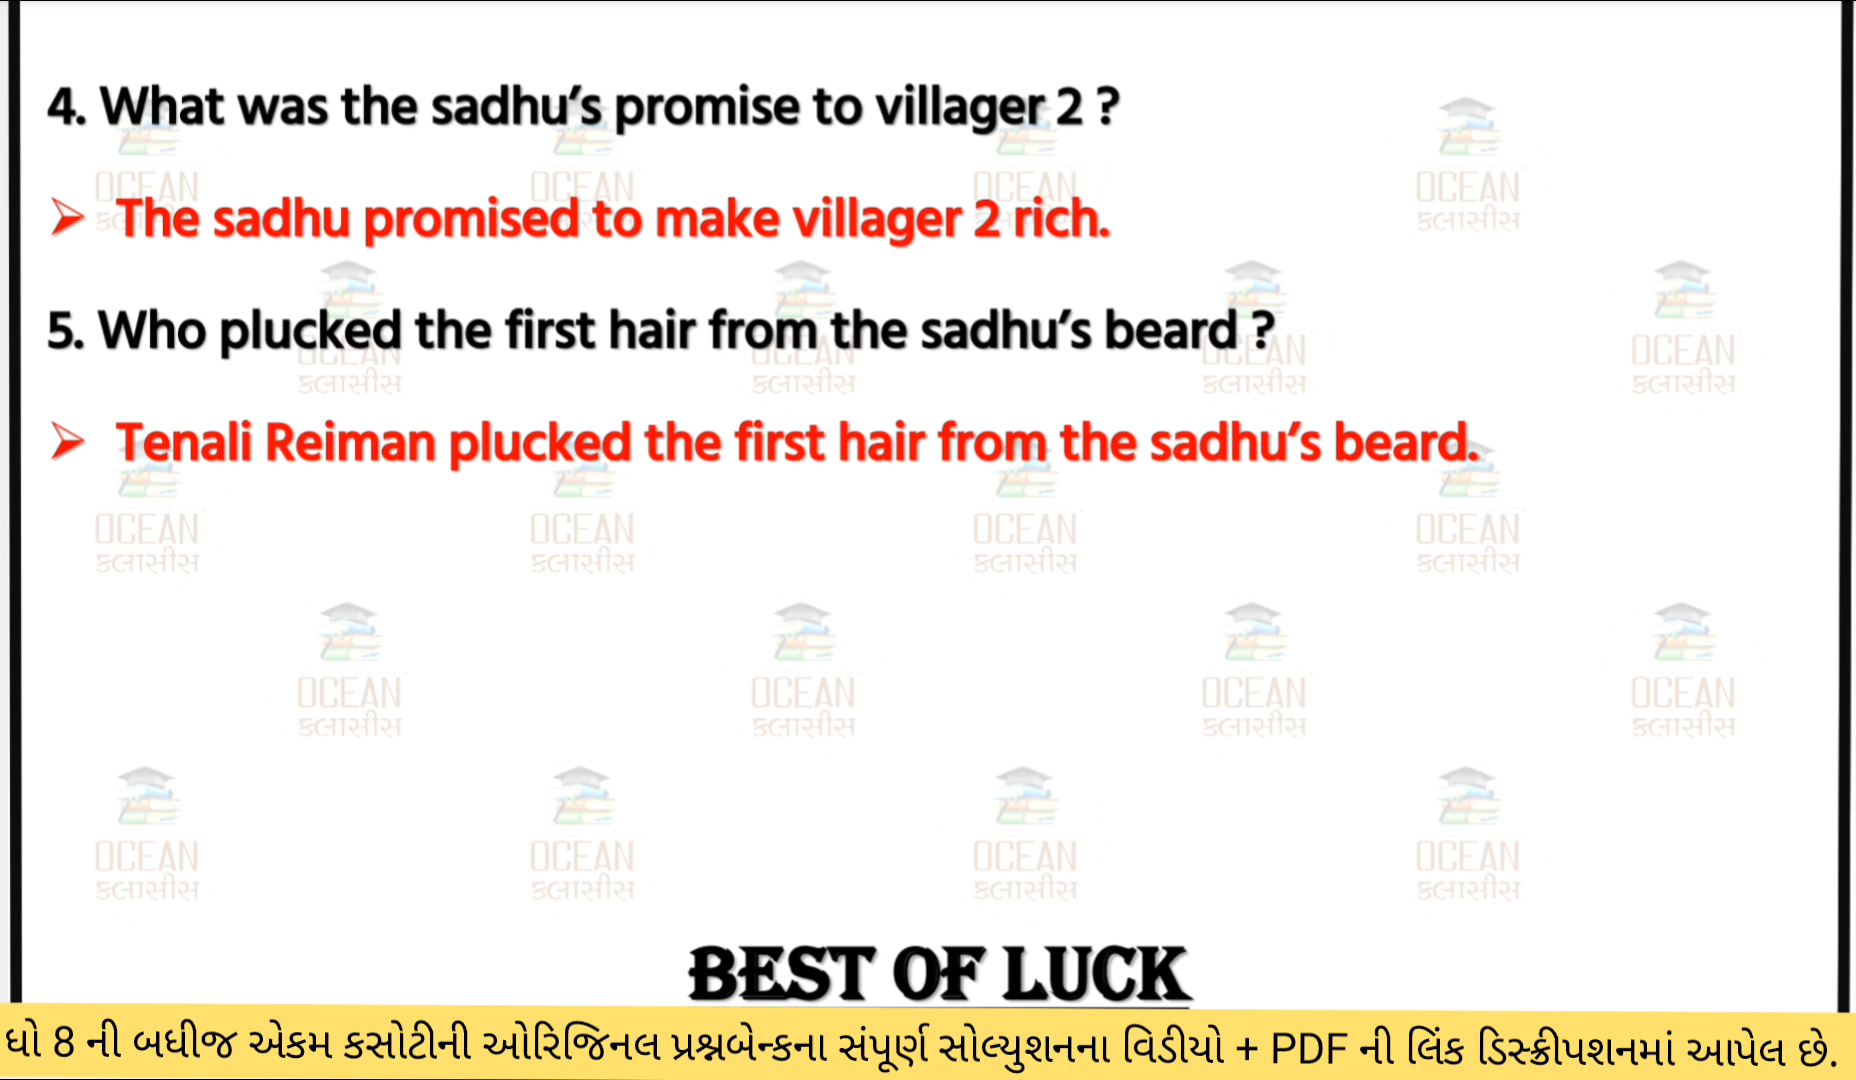 4. What was the sadhu's promise to villager 2 ?
➢ The sadhu promised to make villager 2 rich.
5. Who plucked the first hair from the sadhu's beard ?
➢ Tenali Reiman plucked the first hair from the sadhu's beard.
OCEAN
ક્લાસીસ
BEST OF LUCK
ધો 8 ની બધીજ એકમ કસોટીની ઓરિજિનલ પ્રશ્નબેન્કના સંપૂર્ણ સોલ્યુશનના વિડીયો + PDF ની લિંક ડિસ્ક્રીપશનમાં આપેલ છે.